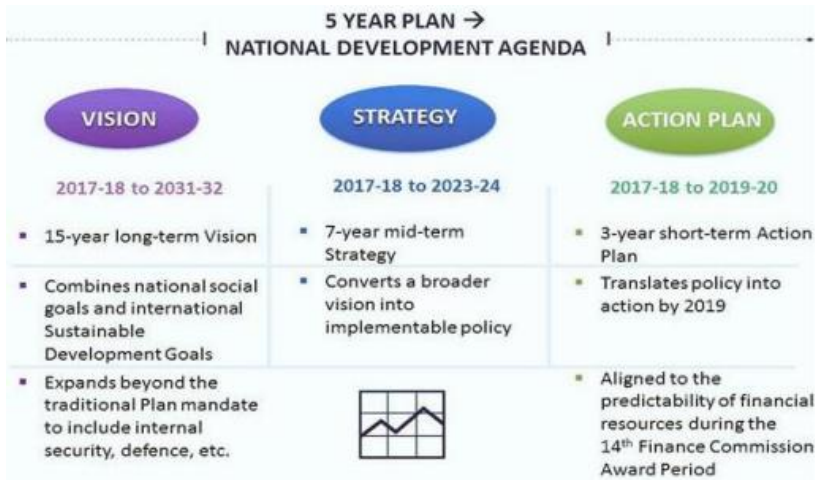 5 YEAR PLAN →
NATIONAL DEVELOPMENT AGENDA
VISION
2017-18 to 2031-32
▪ 15-year long-term Vision
▪ Combines national social
goals and international
Sustainable
Development Goals
▪ Expands beyond the
traditional Plan mandate
to include internal
security, defence, etc.
STRATEGY
2017-18 to 2023-24
▪ 7-year mid-term
Strategy
▪ Converts a broader
vision into
implementable policy
ACTION PLAN
2017-18 to 2019-20
▪ 3-year short-term Action
Plan
▪ Translates policy into
action by 2019
▪ Aligned to the
predictability of financial
resources during the
14th Finance Commission
Award Period